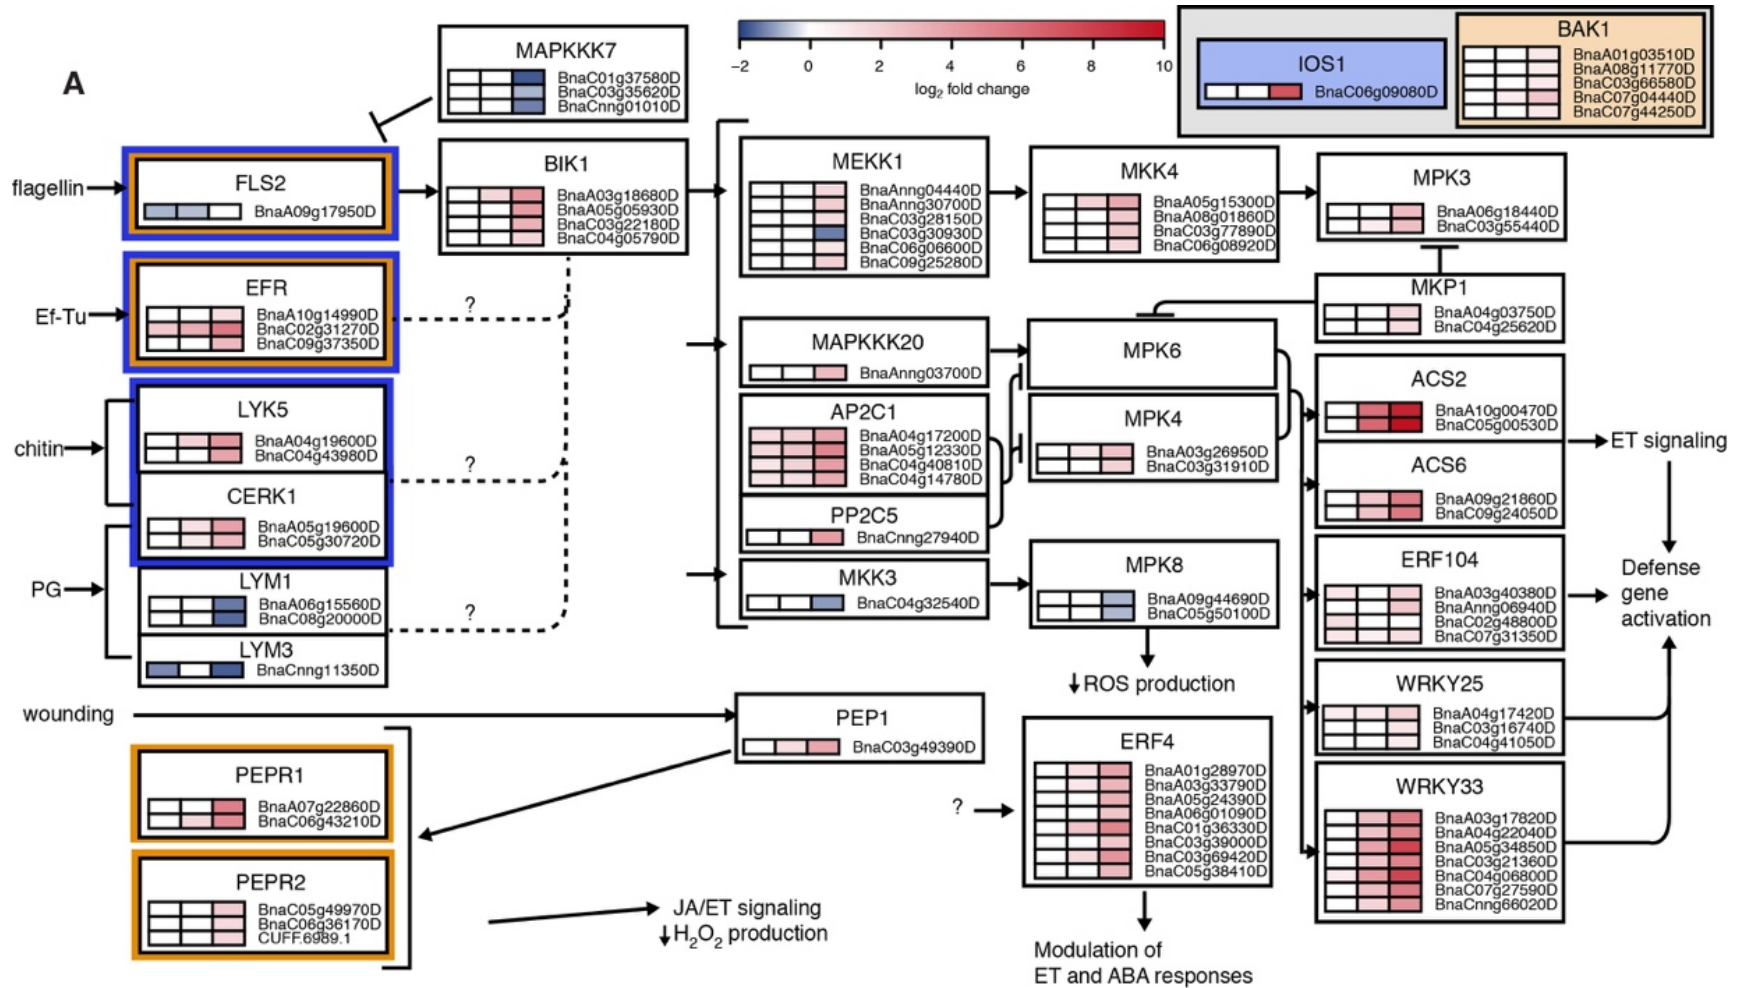 A
MAPKKK7
BnaC01g37580D
BnaC03g35620D
BnaCnng01010D
−2 0 2 4 6 8 10
log2 fold change
IOS1
BnaC06g09080D
BAK1
BnaA01g03510D
BnaA08g11770D
BnaC03g66580D
BnaC07g04440D
BnaC07g44250D
flagellin
FLS2
BnaA09g17950D
BIK1
BnaA03g18680D
BnaA05g05930D
BnaC03g22180D
BnaC04g05790D
MEKK1
BnaAnng04440D
BnaAnng30700D
BnaC03g28150D
BnaC03g30930D
BnaC06g06600D
BnaC09g25280D
MKK4
BnaA05g15300D
BnaA08g01860D
BnaC03g77890D
BnaC06g08920D
MPK3
BnaA06g18440D
BnaC03g55440D
Ef-Tu
EFR
BnaA10g14990D
BnaC02g31270D
BnaC09g37350D
?
MKP1
BnaA04g03750D
BnaC04g25620D
MAPKKK20
BnaAnng03700D
MPK6
chitin
LYK5
BnaA04g19600D
BnaC04g43980D
?
AP2C1
BnaA04g17200D
BnaA05g12330D
BnaC04g40810D
BnaC04g14780D
MPK4
BnaA03g26950D
BnaC03g31910D
ACS2
BnaA10g00470D
BnaC05g00530D
ET signaling
ACS6
BnaA09g21860D
BnaC09g24050D
CERK1
BnaA05g19600D
BnaC05g30720D
PP2C5
BnaCnng27940D
PG
LYM1
BnaA06g15560D
BnaC08g20000D
?
MKK3
BnaC04g32540D
MPK8
BnaA09g44690D
BnaC05g50100D
ERF104
BnaA03g40380D
BnaAnng06940D
BnaC02g48800D
BnaC07g31350D
Defense
gene
activation
LYM3
BnaCnng11350D
↓ROS production
WRKY25
BnaA04g17420D
BnaC03g16740D
BnaC04g41050D
wounding
PEP1
BnaC03g49390D
PEPR1
BnaA07g22860D
BnaC06g43210D
?
ERF4
BnaA01g28970D
BnaA03g33790D
BnaA05g24390D
BnaA06g01090D
BnaC01g36330D
BnaC03g39000D
BnaC03g69420D
BnaC05g38410D
WRKY33
BnaA03g17820D
BnaA04g22040D
BnaA05g34850D
BnaC03g21360D
BnaC04g06800D
BnaC07g27590D
BnaCnng66020D
PEPR2
BnaC05g49970D
BnaC06g36170D
CUFF.6989.1
JA/ET signaling
↓H2O2 production
Modulation of
ET and ABA responses